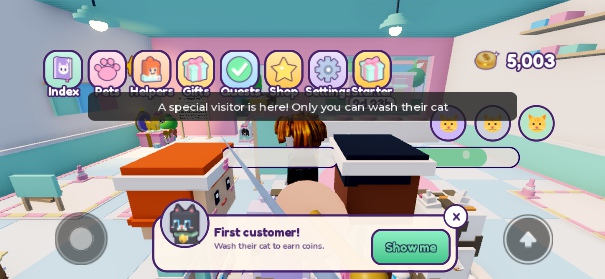 5,003
Index
Pets
Helpers
Gifts
Quests
Shop
Settings
Starter
A special visitor is here! Only you can wash their cat
First customer!
Wash their cat to earn coins.
Show me
X